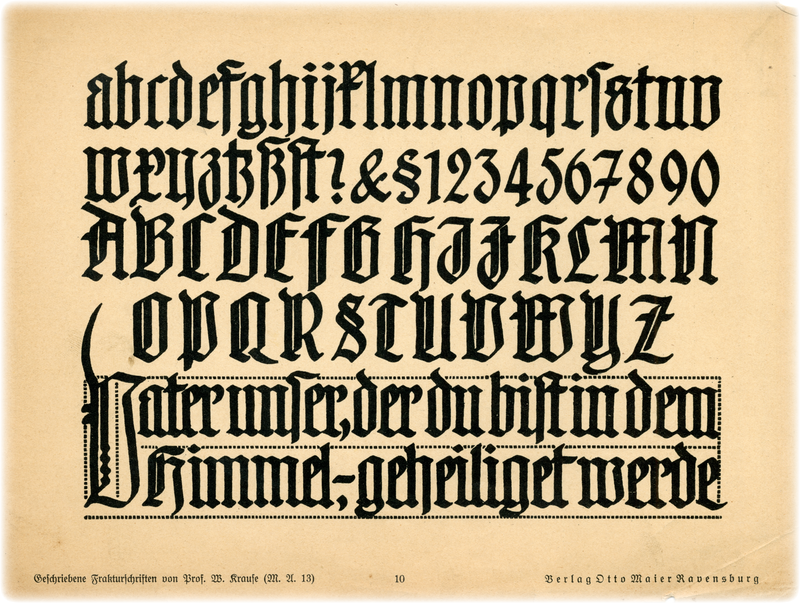 abcdefghijklmnopqrſstuv
wxyztzßſt?&§1234567890
ABCDEFGHIJKLMN
OPQRSTUVWYZ
Vater unſer, der du biſt in dem
Himmel,- geheiliget werde
Geſchriebene Frakturſchriften von Prof. W. Krauſe (M. A. 13) 10 Verlag Otto Maier Ravensburg